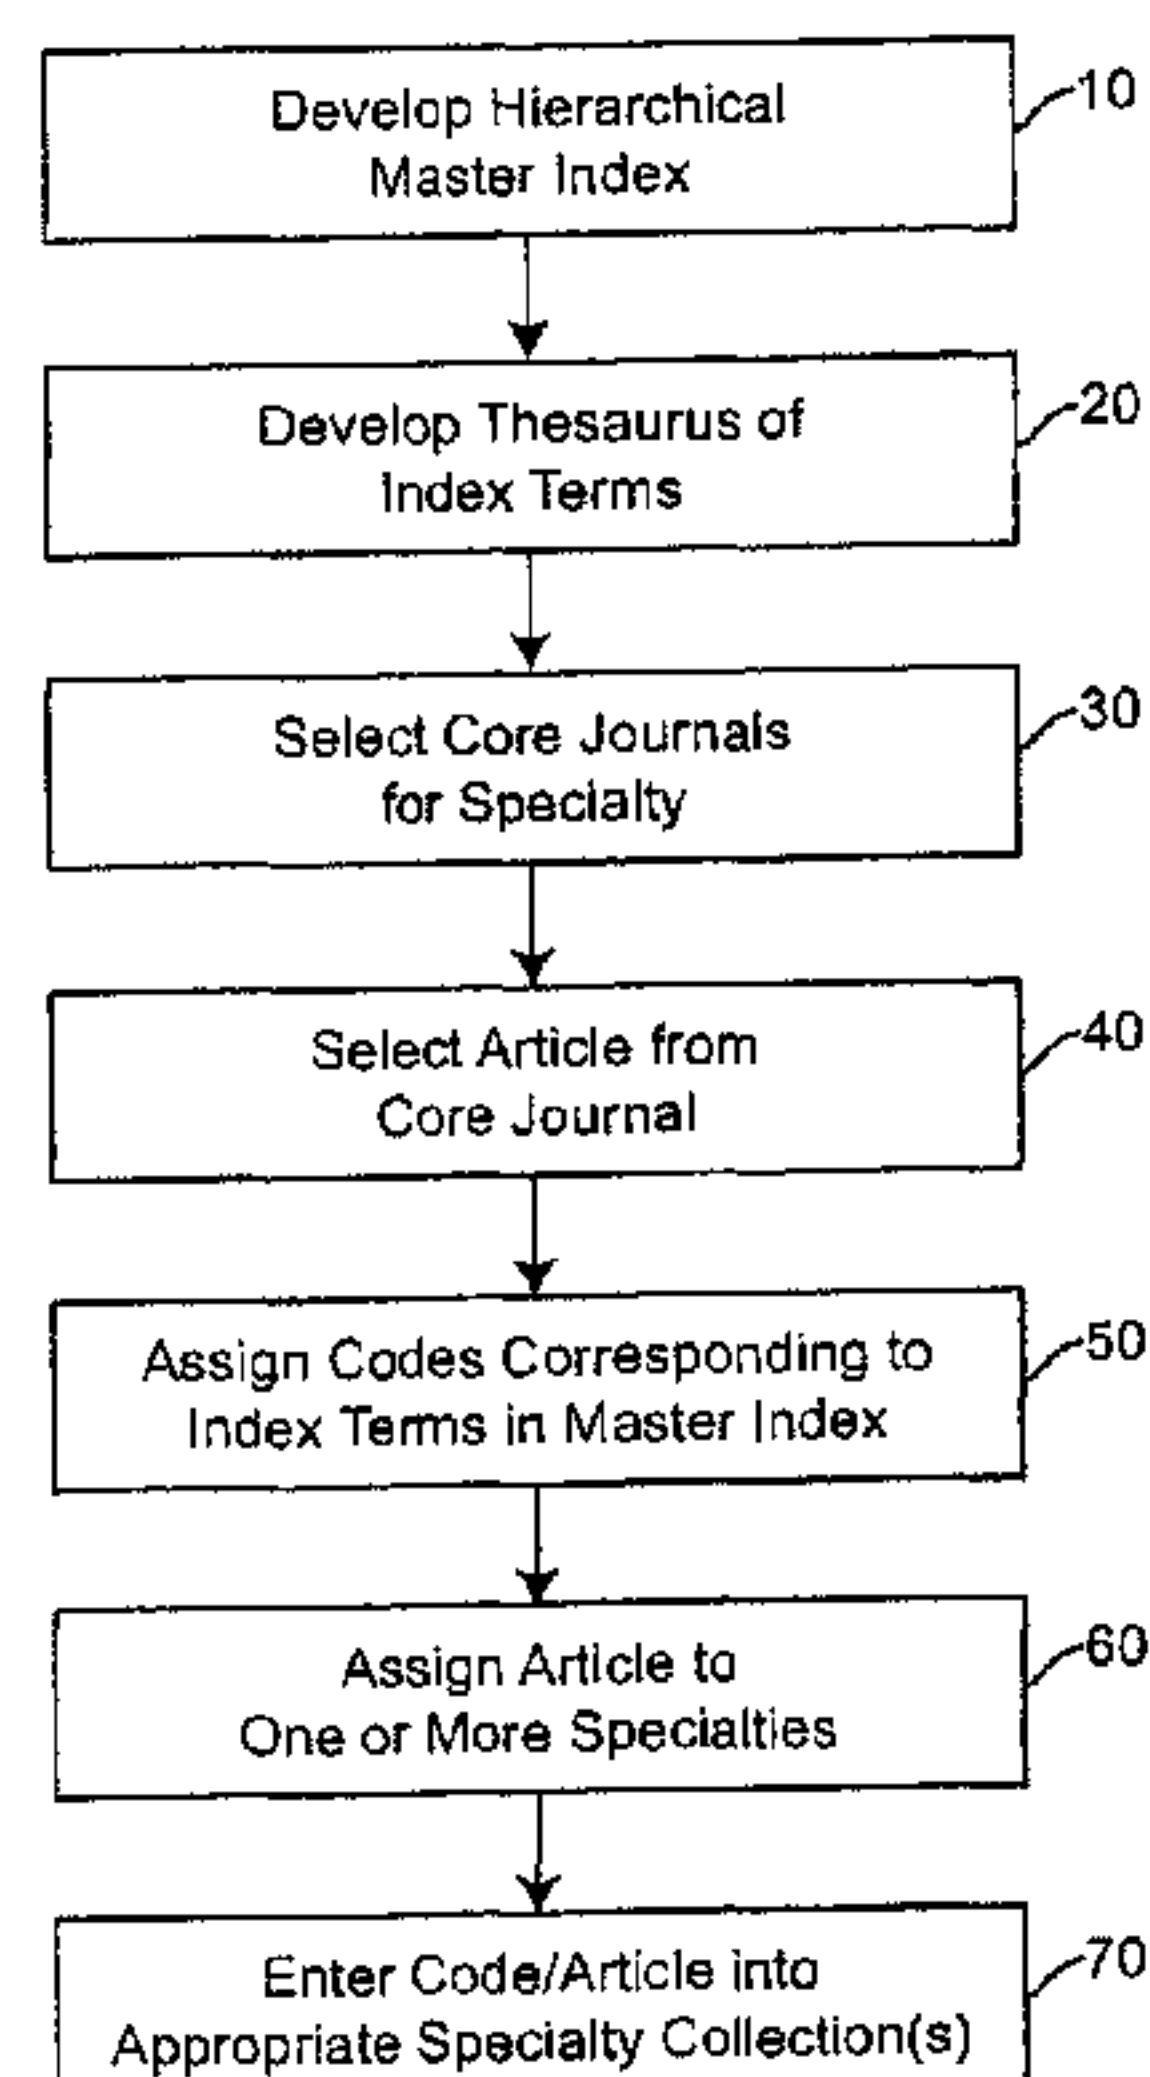 Develop Hierarchical
Master Index
10
Develop Thesaurus of
Index Terms
20
Select Core Journals
for Specialty
30
Select Article from
Core Journal
40
Assign Codes Corresponding to
Index Terms in Master Index
50
Assign Article to
One or More Specialties
60
Enter Code/Article into
Appropriate Specialty Collection(s)
70